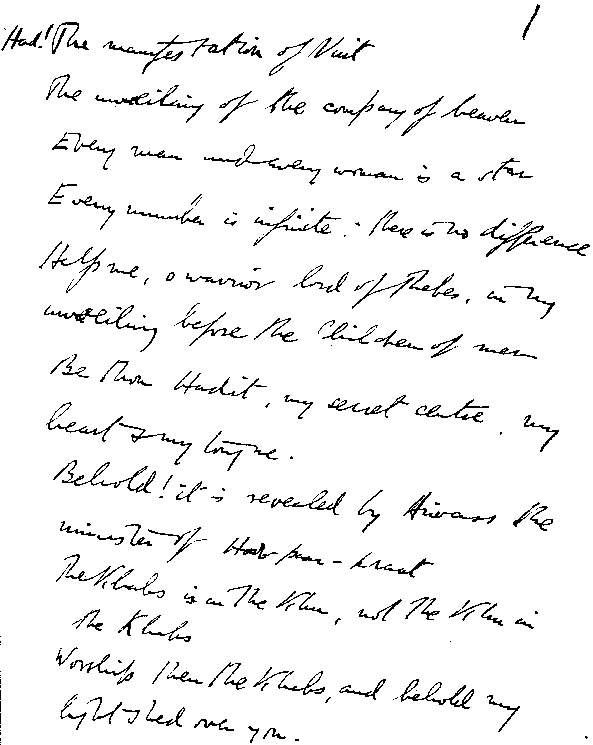 1
Had! The manifestation of Nuit
The unveiling of the company of heaven
Every man and every woman is a star
Every number is infinite : there is no difference
Help me, o warrior lord of Thebes, in my
unveiling before the Children of men
Be thou Hadit, my secret centre, my
heart & my tongue.
Behold! it is revealed by Aiwass the
minister of Hoor-paar-kraat
The Khabs is in the Khu, not the Khu in
the Khabs
Worship then the Khabs, and behold my
light shed over you.